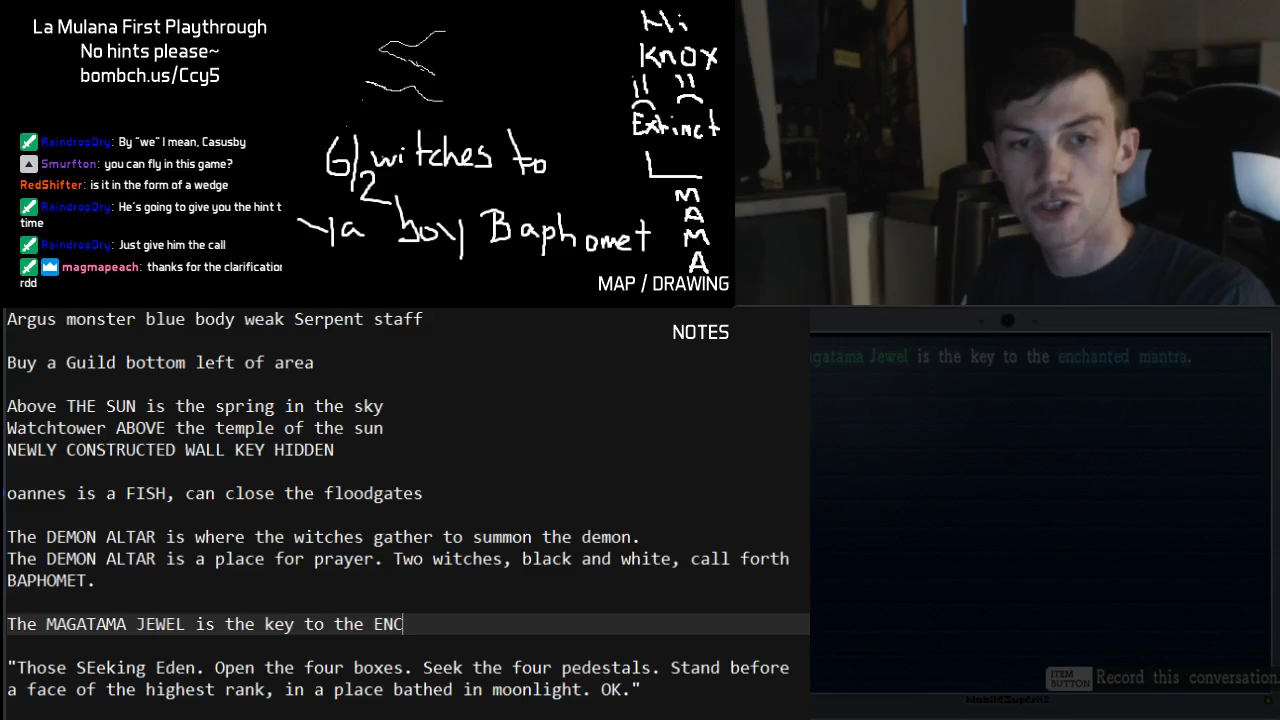 La Mulana First Playthrough
No hints please~
bombch.us/Ccy5
RaindropDry: By "we" I mean, Casusby
Smurfton: you can fly in this game?
RedShifter: is it in the form of a wedge
RaindropDry: He's going to give you the hint t
time
RaindropDry: Just give him the call
magmapeach: thanks for the clarification
rdd
6/2 witches to
ya boy Baphomet
Hi
Knox
Extinct
L
M
A
M
A
MAP / DRAWING
NOTES
Argus monster blue body weak Serpent staff
Buy a Guild bottom left of area
Above THE SUN is the spring in the sky
Watchtower ABOVE the temple of the sun
NEWLY CONSTRUCTED WALL KEY HIDDEN
oannes is a FISH, can close the floodgates
The DEMON ALTAR is where the witches gather to summon the demon.
The DEMON ALTAR is a place for prayer. Two witches, black and white, call forth
BAPHOMET.
The MAGATAMA JEWEL is the key to the ENC
"Those SEeking Eden. Open the four boxes. Seek the four pedestals. Stand before
a face of the highest rank, in a place bathed in moonlight. OK."
agatama Jewel is the key to the enchanted mantra.
ITEM
BUTTON
Record this conversation.